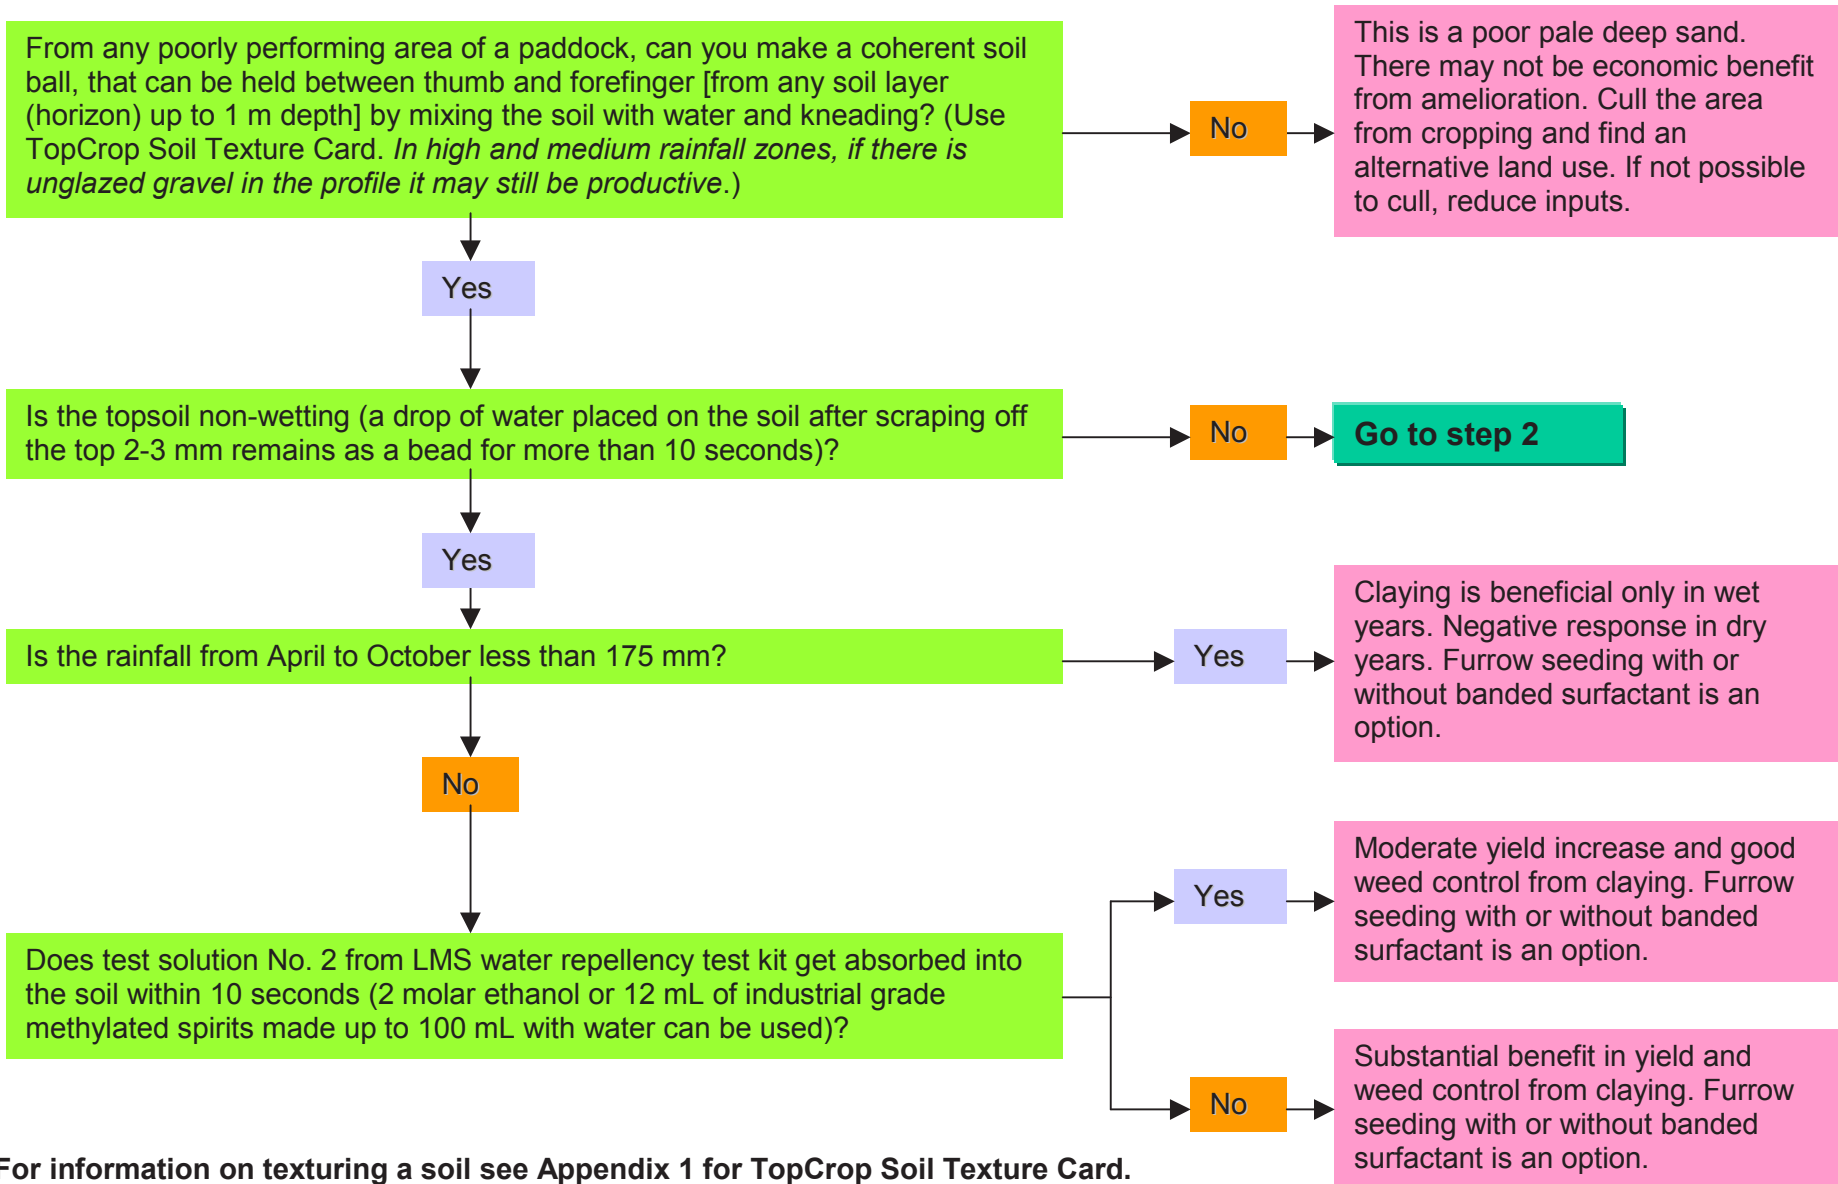 From any poorly performing area of a paddock, can you make a coherent soil
ball, that can be held between thumb and forefinger [from any soil layer
(horizon) up to 1 m depth] by mixing the soil with water and kneading? (Use
TopCrop Soil Texture Card. In high and medium rainfall zones, if there is
unglazed gravel in the profile it may still be productive.)
No
This is a poor pale deep sand.
There may not be economic benefit
from amelioration. Cull the area
from cropping and find an
alternative land use. If not possible
to cull, reduce inputs.
Yes
Is the topsoil non-wetting (a drop of water placed on the soil after scraping off
the top 2-3 mm remains as a bead for more than 10 seconds)?
No
Go to step 2
Yes
Is the rainfall from April to October less than 175 mm?
Yes
Claying is beneficial only in wet
years. Negative response in dry
years. Furrow seeding with or
without banded surfactant is an
option.
No
Does test solution No. 2 from LMS water repellency test kit get absorbed into
the soil within 10 seconds (2 molar ethanol or 12 mL of industrial grade
methylated spirits made up to 100 mL with water can be used)?
Yes
Moderate yield increase and good
weed control from claying. Furrow
seeding with or without banded
surfactant is an option.
No
Substantial benefit in yield and
weed control from claying. Furrow
seeding with or without banded
surfactant is an option.
For information on texturing a soil see Appendix 1 for TopCrop Soil Texture Card.